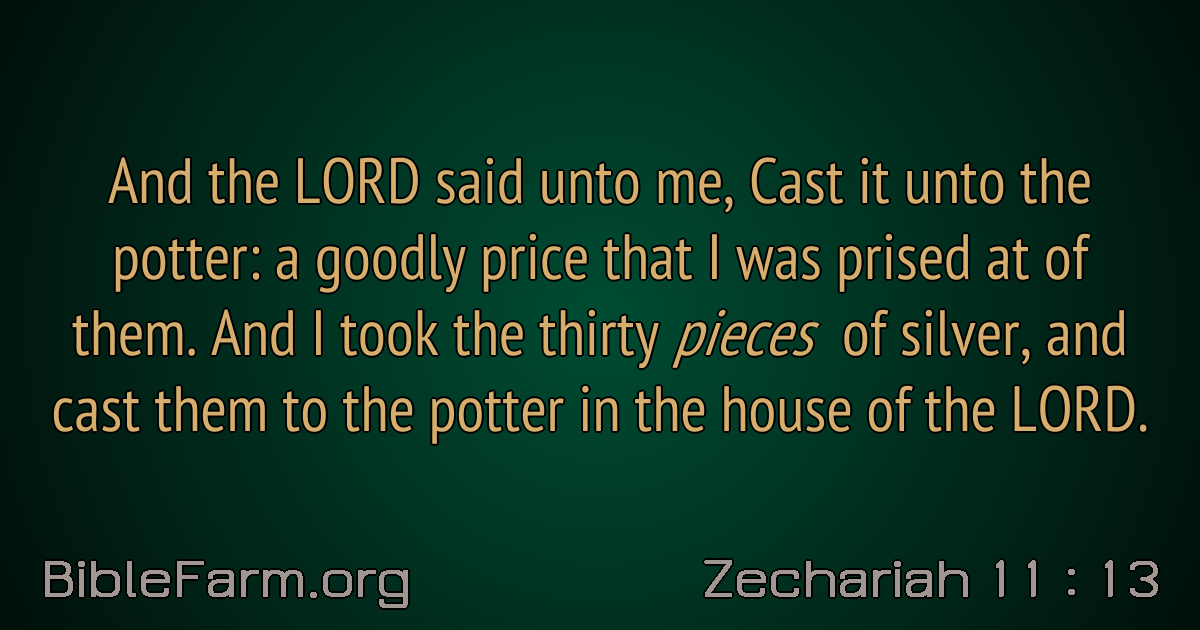 And the LORD said unto me, Cast it unto the
potter: a goodly price that I was prised at of
them. And I took the thirty pieces of silver, and
cast them to the potter in the house of the LORD.
BibleFarm.org
Zechariah 11 : 13